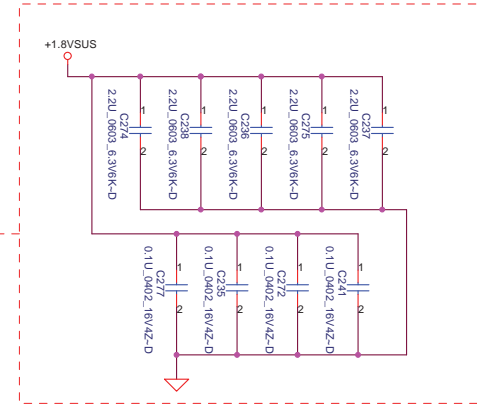 +1.8VSUS
1
2
C274
2.2U_0603_6.3V6K~D
1
2
C238
2.2U_0603_6.3V6K~D
1
2
C236
2.2U_0603_6.3V6K~D
1
2
C275
2.2U_0603_6.3V6K~D
1
2
C237
2.2U_0603_6.3V6K~D
1
2
C277
0.1U_0402_16V4Z~D
1
2
C235
0.1U_0402_16V4Z~D
1
2
C272
0.1U_0402_16V4Z~D
1
2
C241
0.1U_0402_16V4Z~D